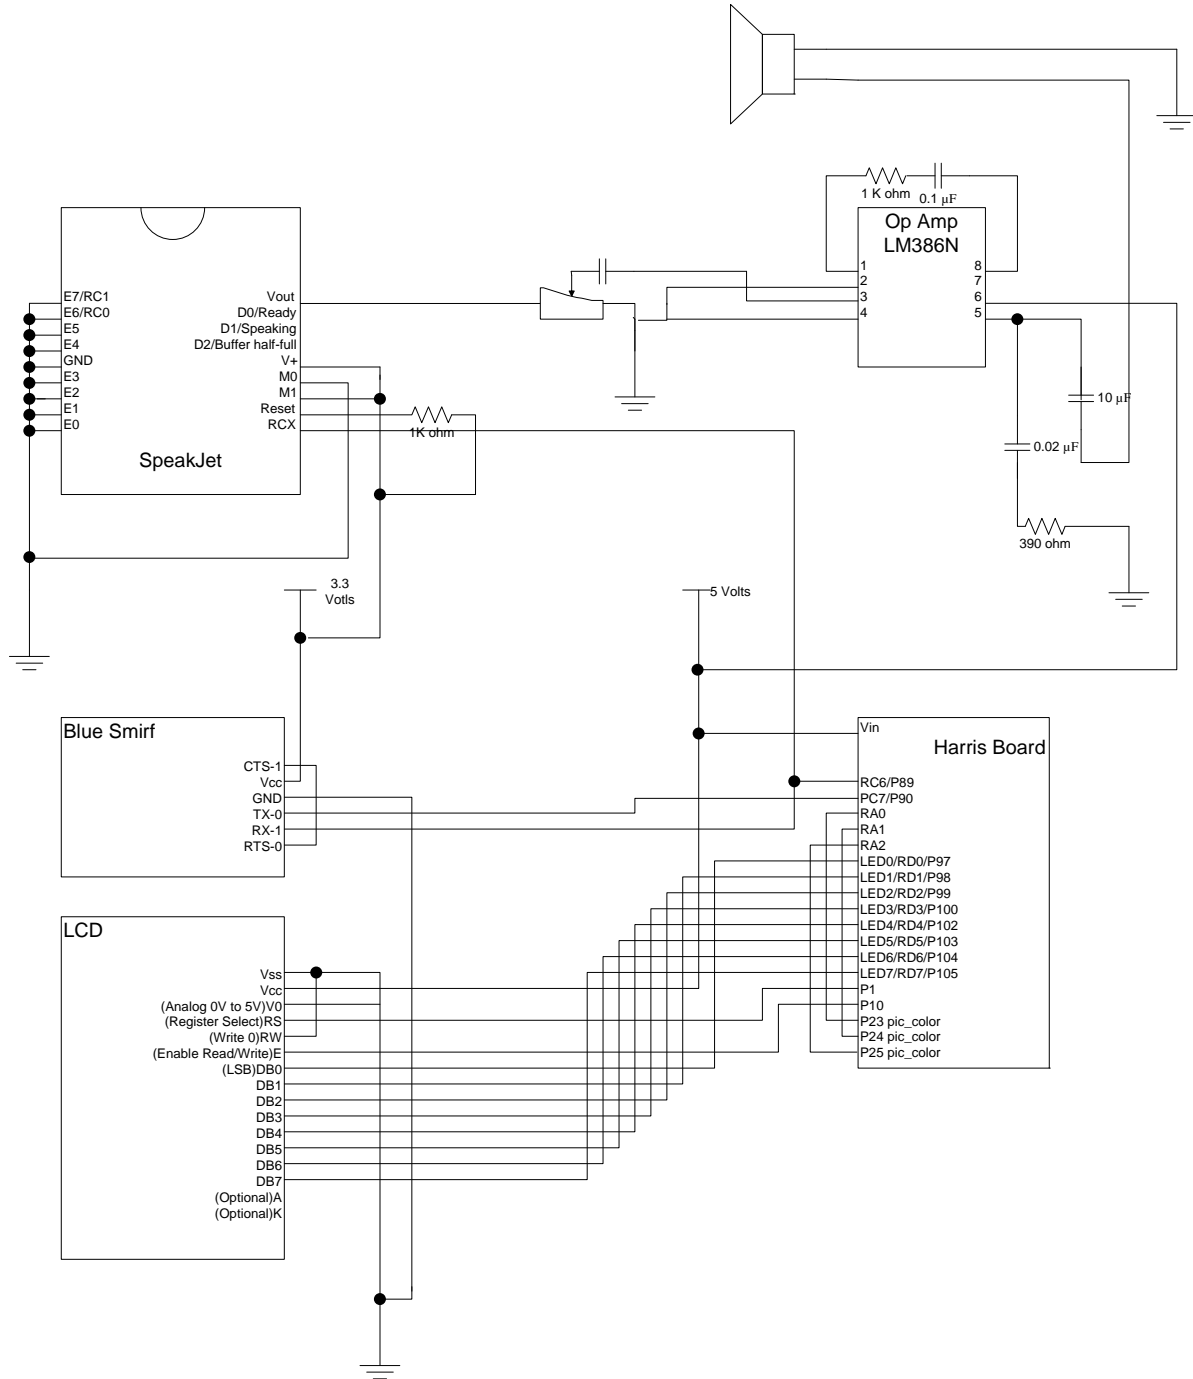 1 K ohm
0.1 µF
Op Amp
LM386N
1
2
3
4
8
7
6
5
E7/RC1
E6/RC0
E5
E4
GND
E3
E2
E1
E0
Vout
D0/Ready
D1/Speaking
D2/Buffer half-full
V+
M0
M1
Reset
RCX
SpeakJet
1K ohm
10 µF
0.02 µF
390 ohm
3.3
Votls
5 Volts
Blue Smirf
CTS-1
Vcc
GND
TX-0
RX-1
RTS-0
Vin
Harris Board
RC6/P89
PC7/P90
RA0
RA1
RA2
LED0/RD0/P97
LED1/RD1/P98
LED2/RD2/P99
LED3/RD3/P100
LED4/RD4/P102
LED5/RD5/P103
LED6/RD6/P104
LED7/RD7/P105
P1
P10
P23 pic_color
P24 pic_color
P25 pic_color
LCD
Vss
Vcc
(Analog 0V to 5V)V0
(Register Select)RS
(Write 0)RW
(Enable Read/Write)E
(LSB)DB0
DB1
DB2
DB3
DB4
DB5
DB6
DB7
(Optional)A
(Optional)K